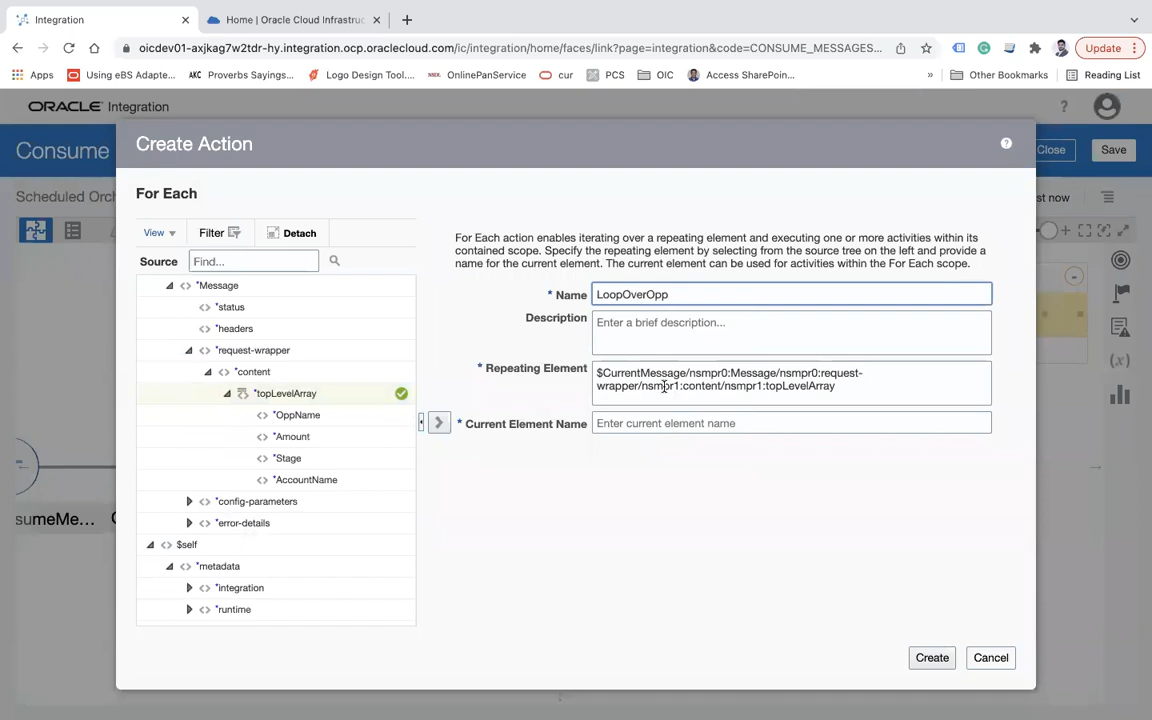 Integration
Home | Oracle Cloud Infrastruc
oicdev01-axjkag7w2tdr-hy.integration.ocp.oraclecloud.com/ic/integration/home/faces/link?page=integration&code=CONSUME_MESSAGES...
Update
Apps
Using eBS Adapte...
AKC Proverbs Sayings...
Logo Design Tool....
OnlinePanService
cur
PCS
OIC
Access SharePoin...
»
Other Bookmarks
Reading List
ORACLE Integration
?
Consume
Close
Save
Scheduled Orch
st now
Create Action
?
For Each
View
Filter
Detach
Source
Find...
*Message
*status
*headers
*request-wrapper
*content
*topLevelArray
*OppName
*Amount
*Stage
*AccountName
*config-parameters
*error-details
$self
*metadata
*integration
*runtime
For Each action enables iterating over a repeating element and executing one or more activities within its
contained scope. Specify the repeating element by selecting from the source tree on the left and provide a
name for the current element. The current element can be used for activities within the For Each scope.
* Name
LoopOverOpp
Description
Enter a brief description...
* Repeating Element
$CurrentMessage/nsmpr0:Message/nsmpr0:request-
wrapper/nsmpr1:content/nsmpr1:topLevelArray
* Current Element Name
Enter current element name
Create
Cancel
sumeMe...
(x)